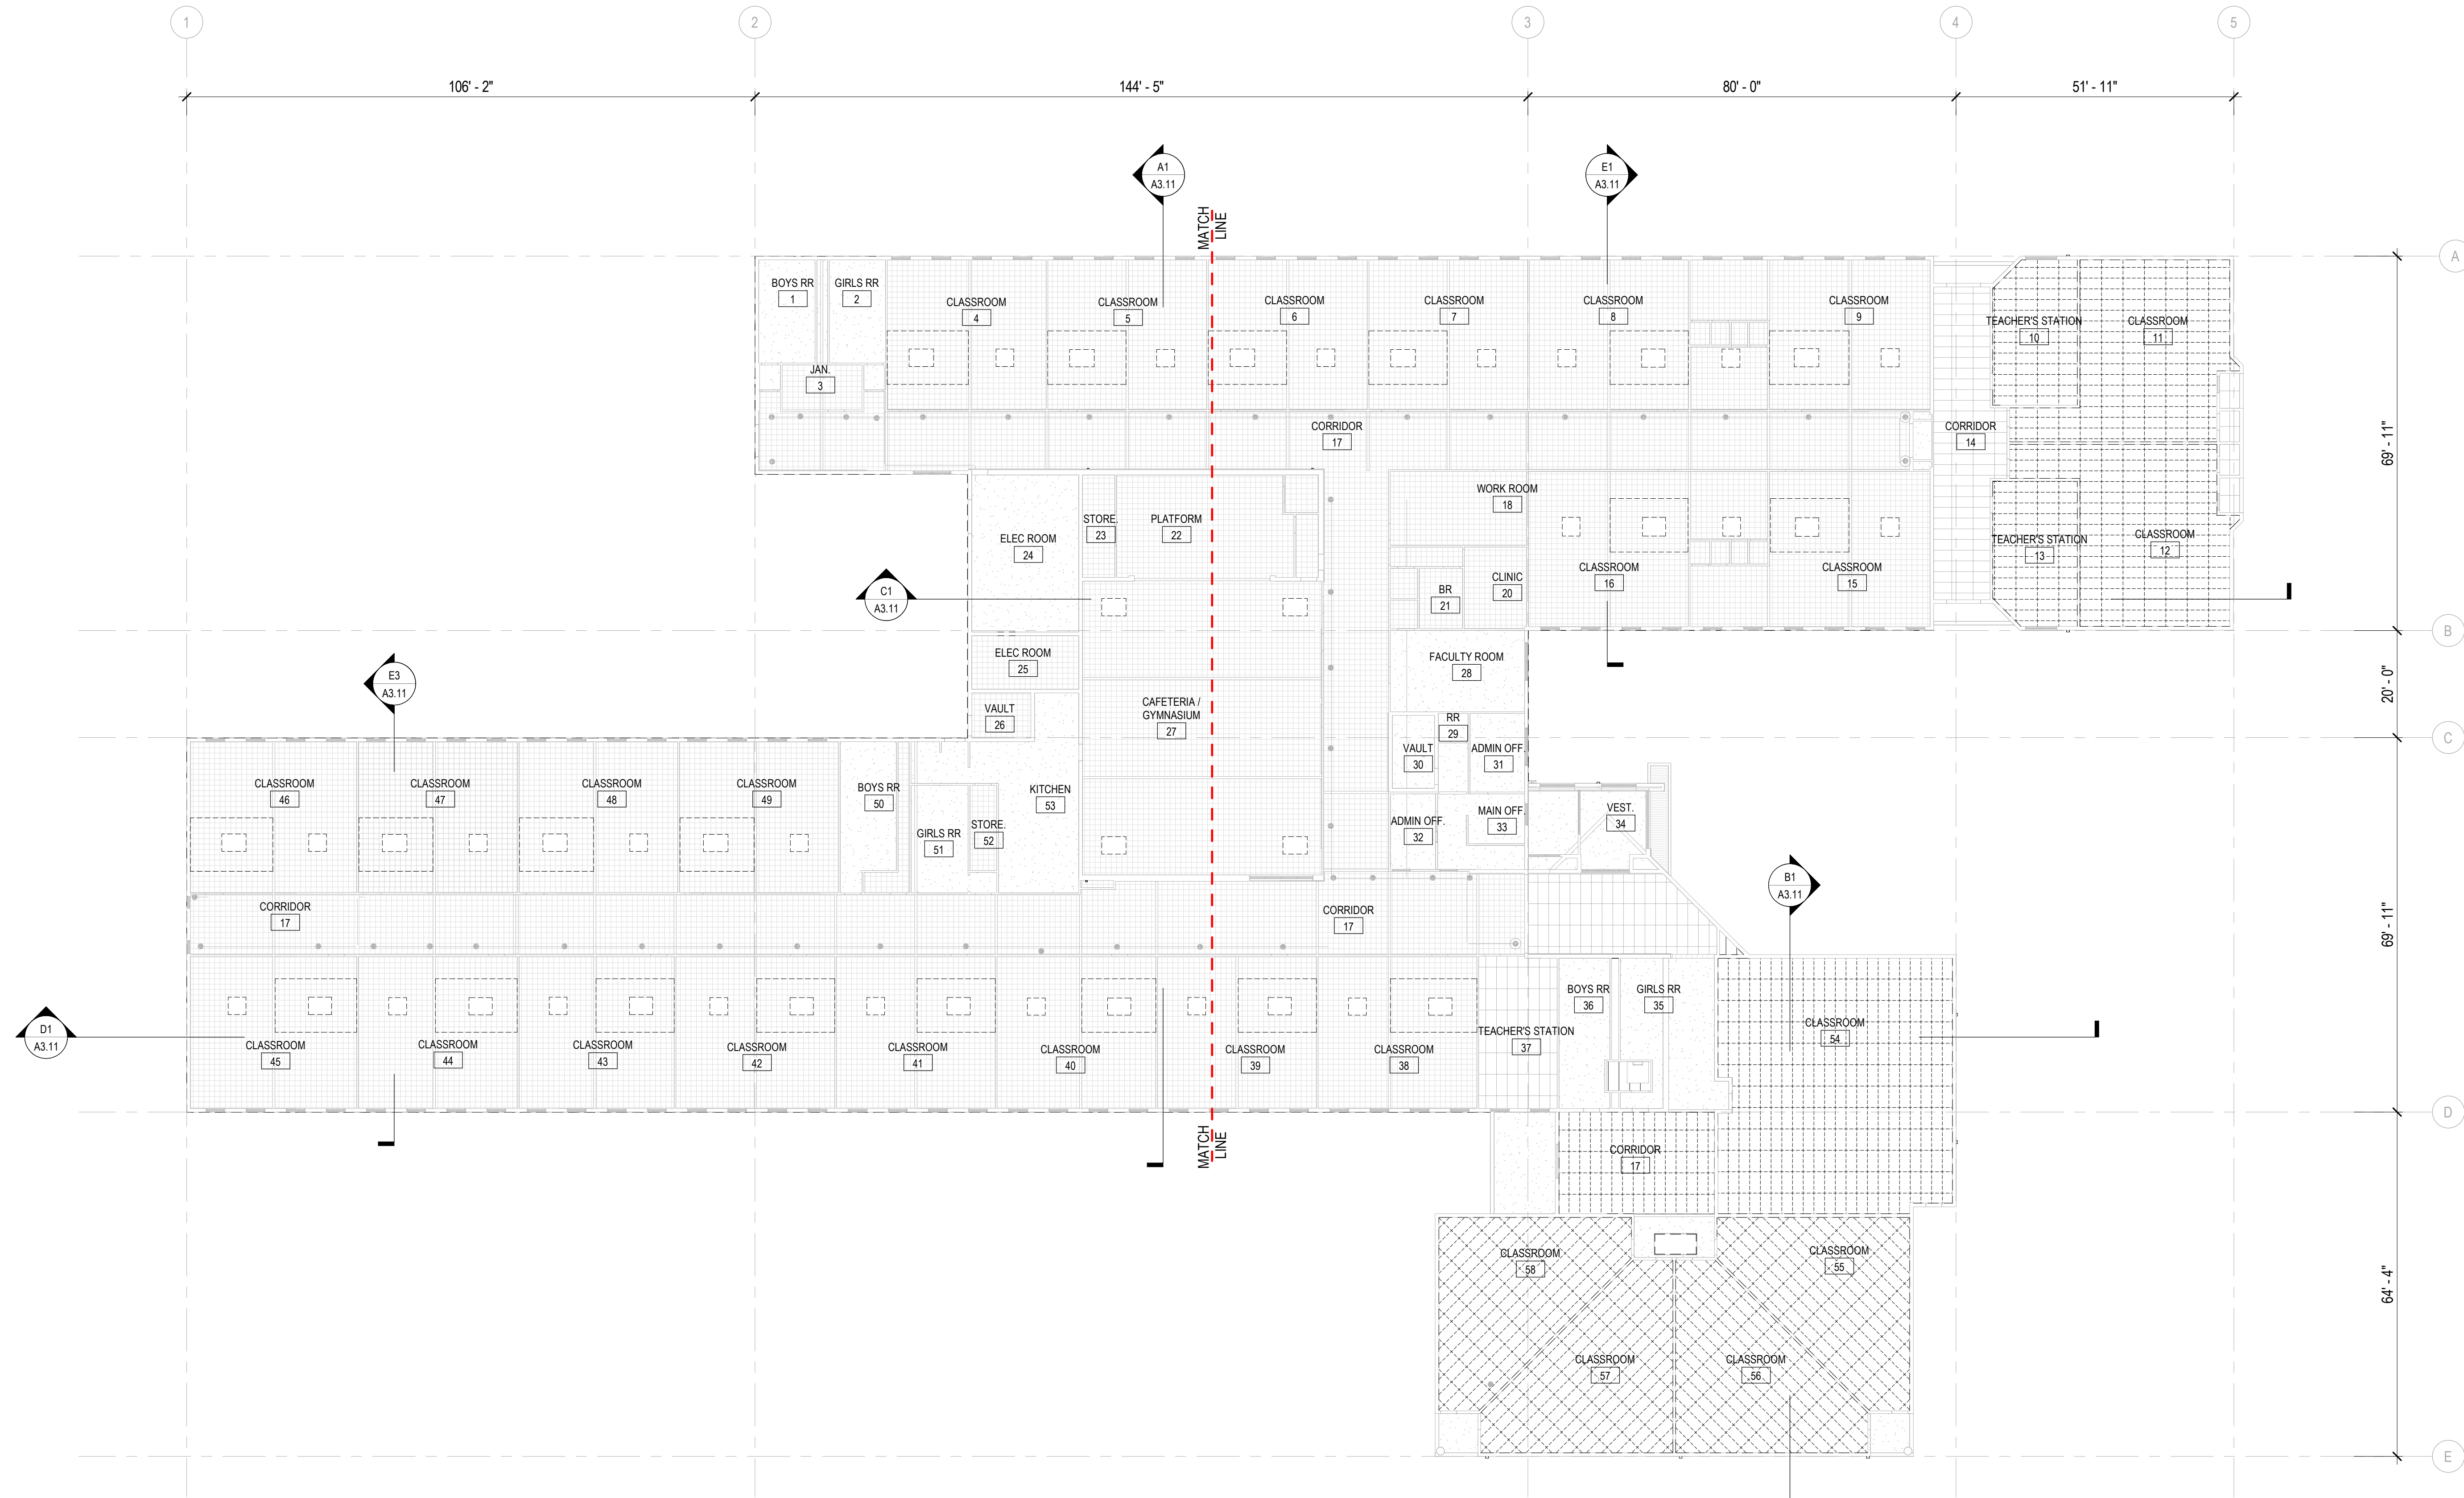 1
2
3
4
5
106' - 2"
144' - 5"
80' - 0"
51' - 11"
A1
A3.11
E1
A3.11
MATCH
LINE
A
BOYS RR
1
GIRLS RR
2
JAN.
3
CLASSROOM
4
CLASSROOM
5
CLASSROOM
6
CLASSROOM
7
CLASSROOM
8
CLASSROOM
9
TEACHER'S STATION
10
CLASSROOM
11
CORRIDOR
17
CORRIDOR
14
69' - 11"
WORK ROOM
18
STORE.
23
PLATFORM
22
ELEC ROOM
24
TEACHER'S STATION
13
CLASSROOM
12
C1
A3.11
BR
21
CLINIC
20
CLASSROOM
16
CLASSROOM
15
B
ELEC ROOM
25
FACULTY ROOM
28
E3
A3.11
20' - 0"
VAULT
26
CAFETERIA /
GYMNASIUM
27
RR
29
VAULT
30
ADMIN OFF.
31
C
CLASSROOM
46
CLASSROOM
47
CLASSROOM
48
CLASSROOM
49
BOYS RR
50
KITCHEN
53
GIRLS RR
51
STORE.
52
ADMIN OFF.
32
MAIN OFF.
33
VEST.
34
B1
A3.11
CORRIDOR
17
CORRIDOR
17
69' - 11"
D1
A3.11
CLASSROOM
45
CLASSROOM
44
CLASSROOM
43
CLASSROOM
42
CLASSROOM
41
CLASSROOM
40
CLASSROOM
39
CLASSROOM
38
TEACHER'S STATION
37
BOYS RR
36
GIRLS RR
35
CLASSROOM
54
D
MATCH
LINE
CORRIDOR
17
CLASSROOM
58
CLASSROOM
55
64' - 4"
CLASSROOM
57
CLASSROOM
56
E